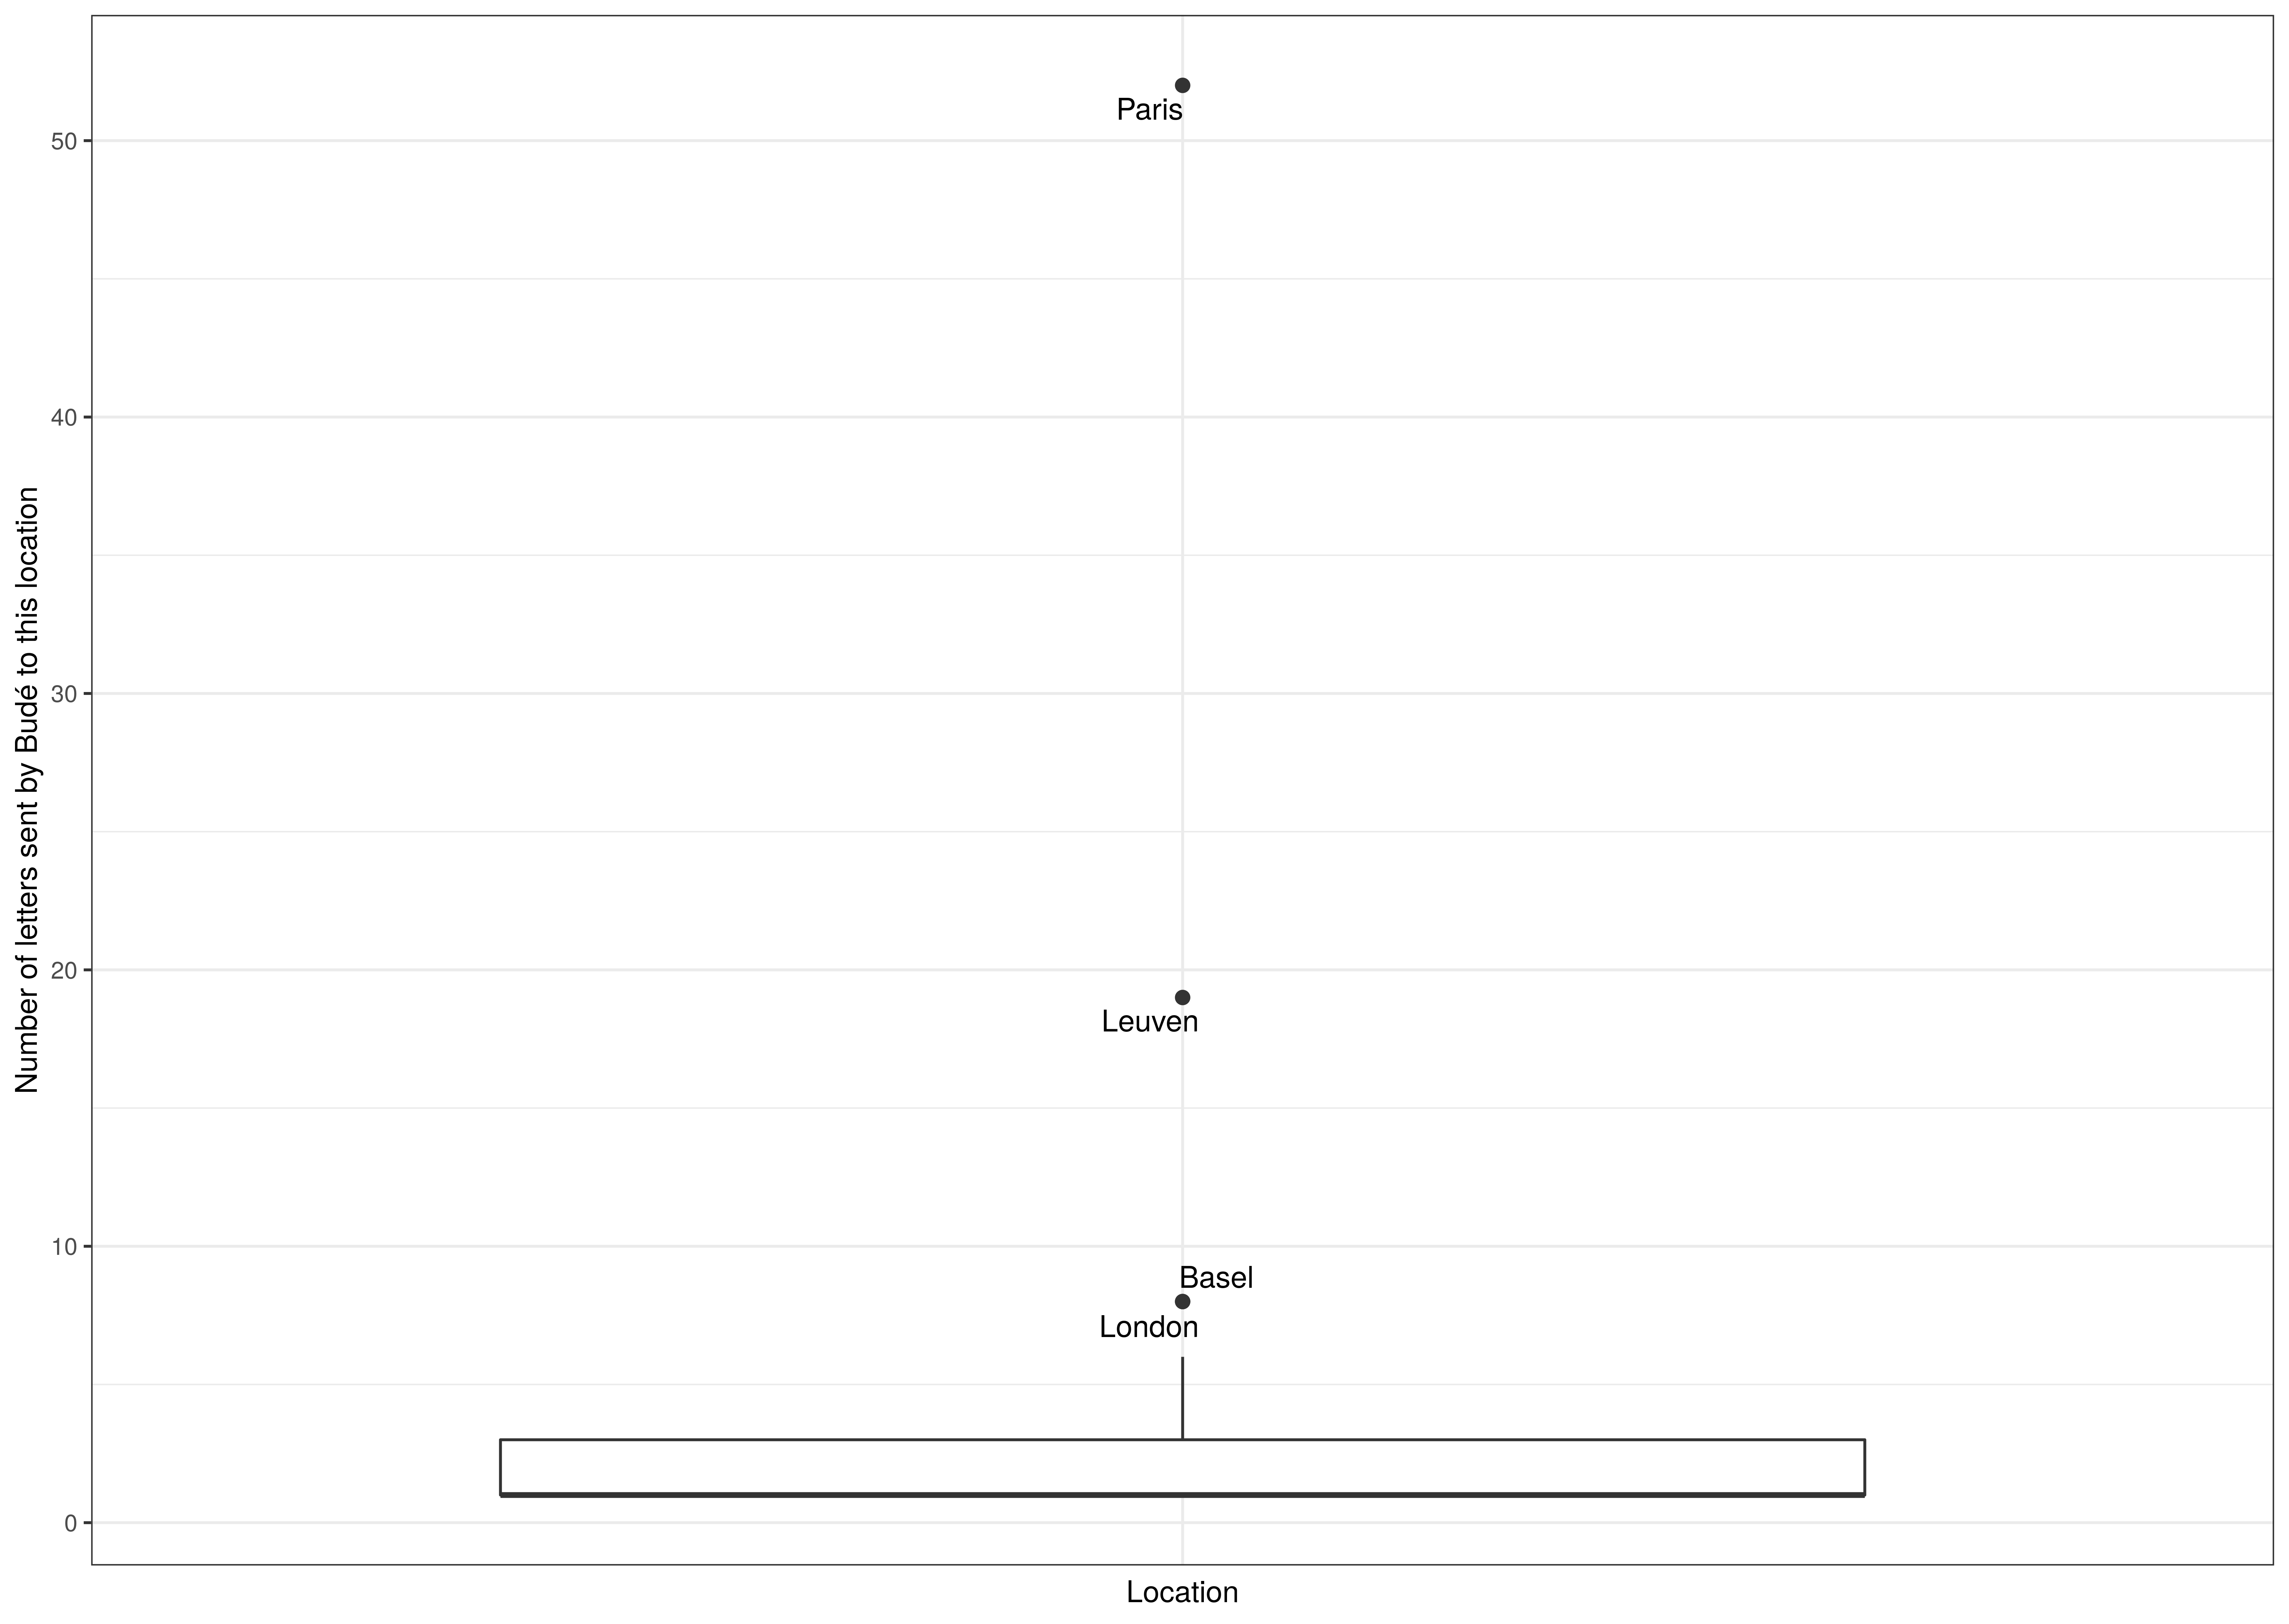 Number of letters sent by Budé to this location
50
40
30
20
10
0
Paris
Leuven
Basel
London
Location